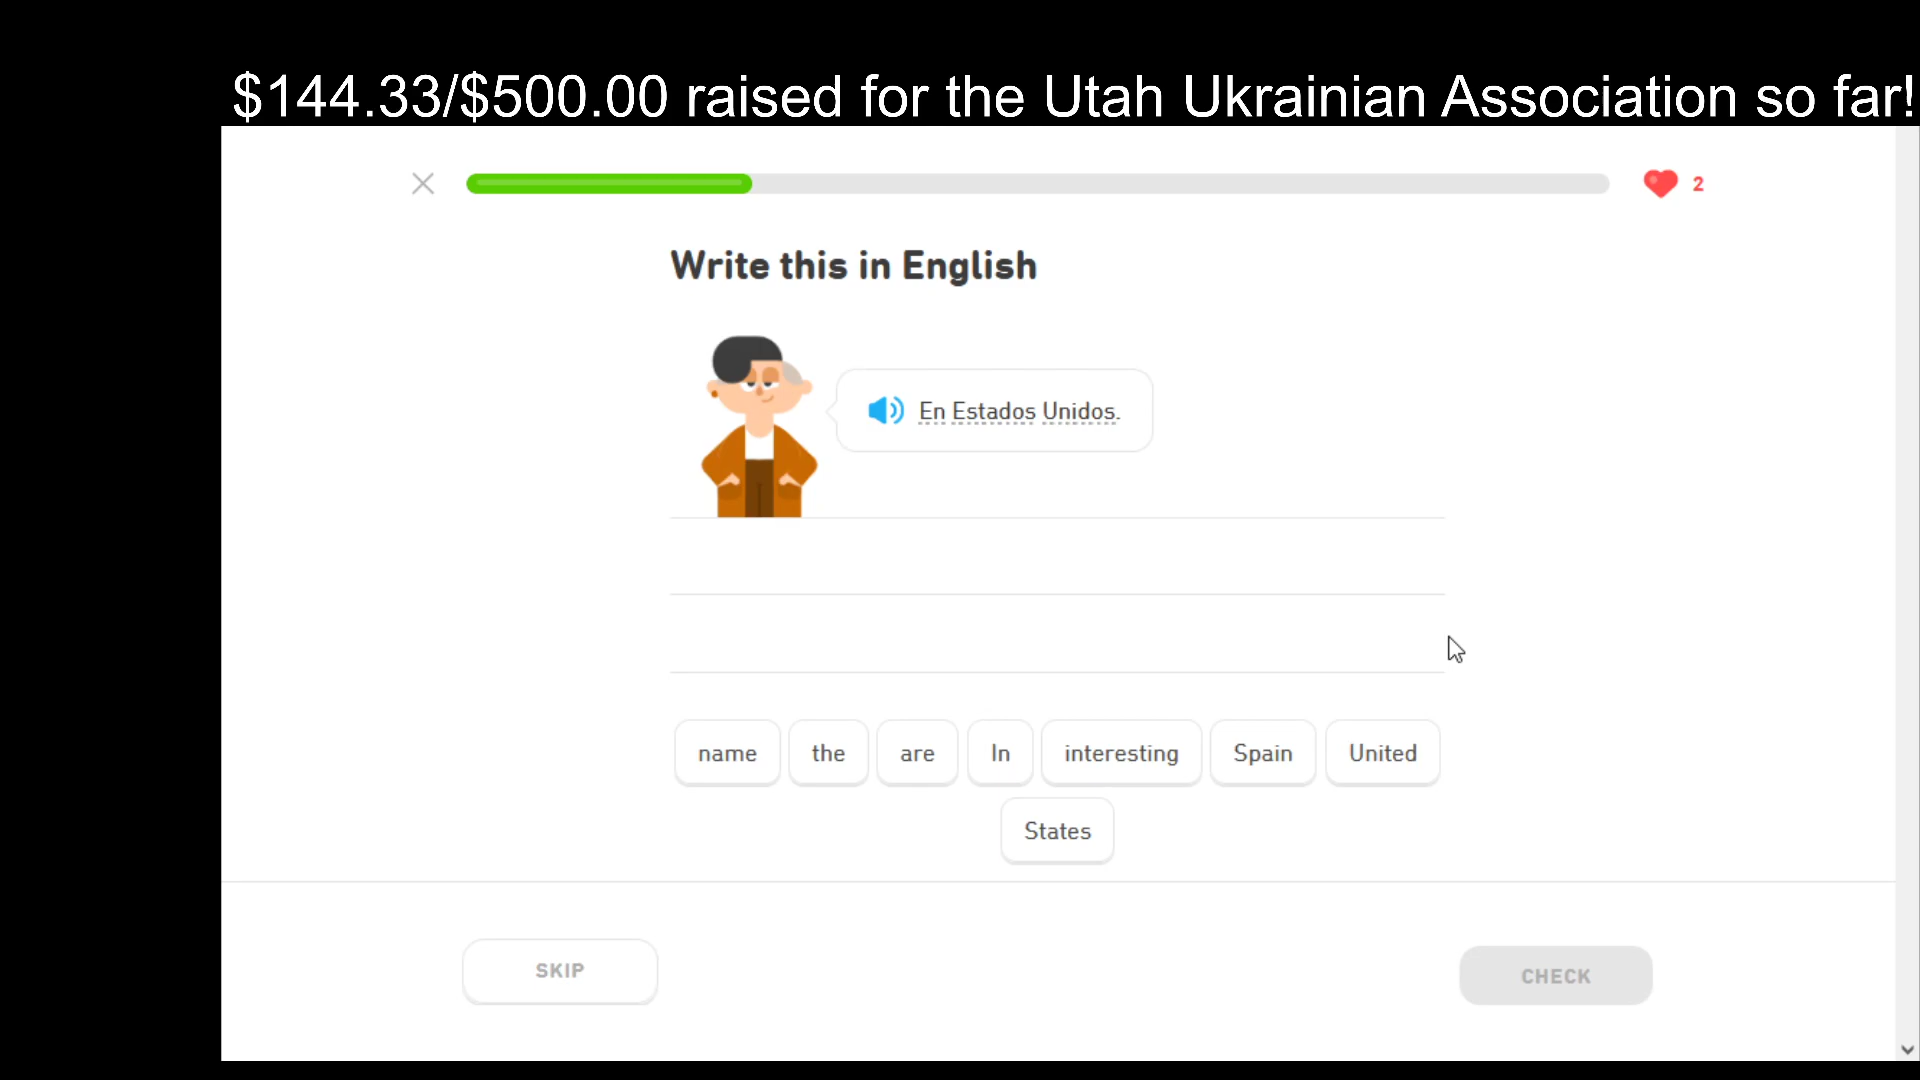 $144.33/$500.00 raised for the Utah Ukrainian Association so far!
2
Write this in English
En Estados Unidos.
name the are In interesting Spain United
States
SKIP CHECK